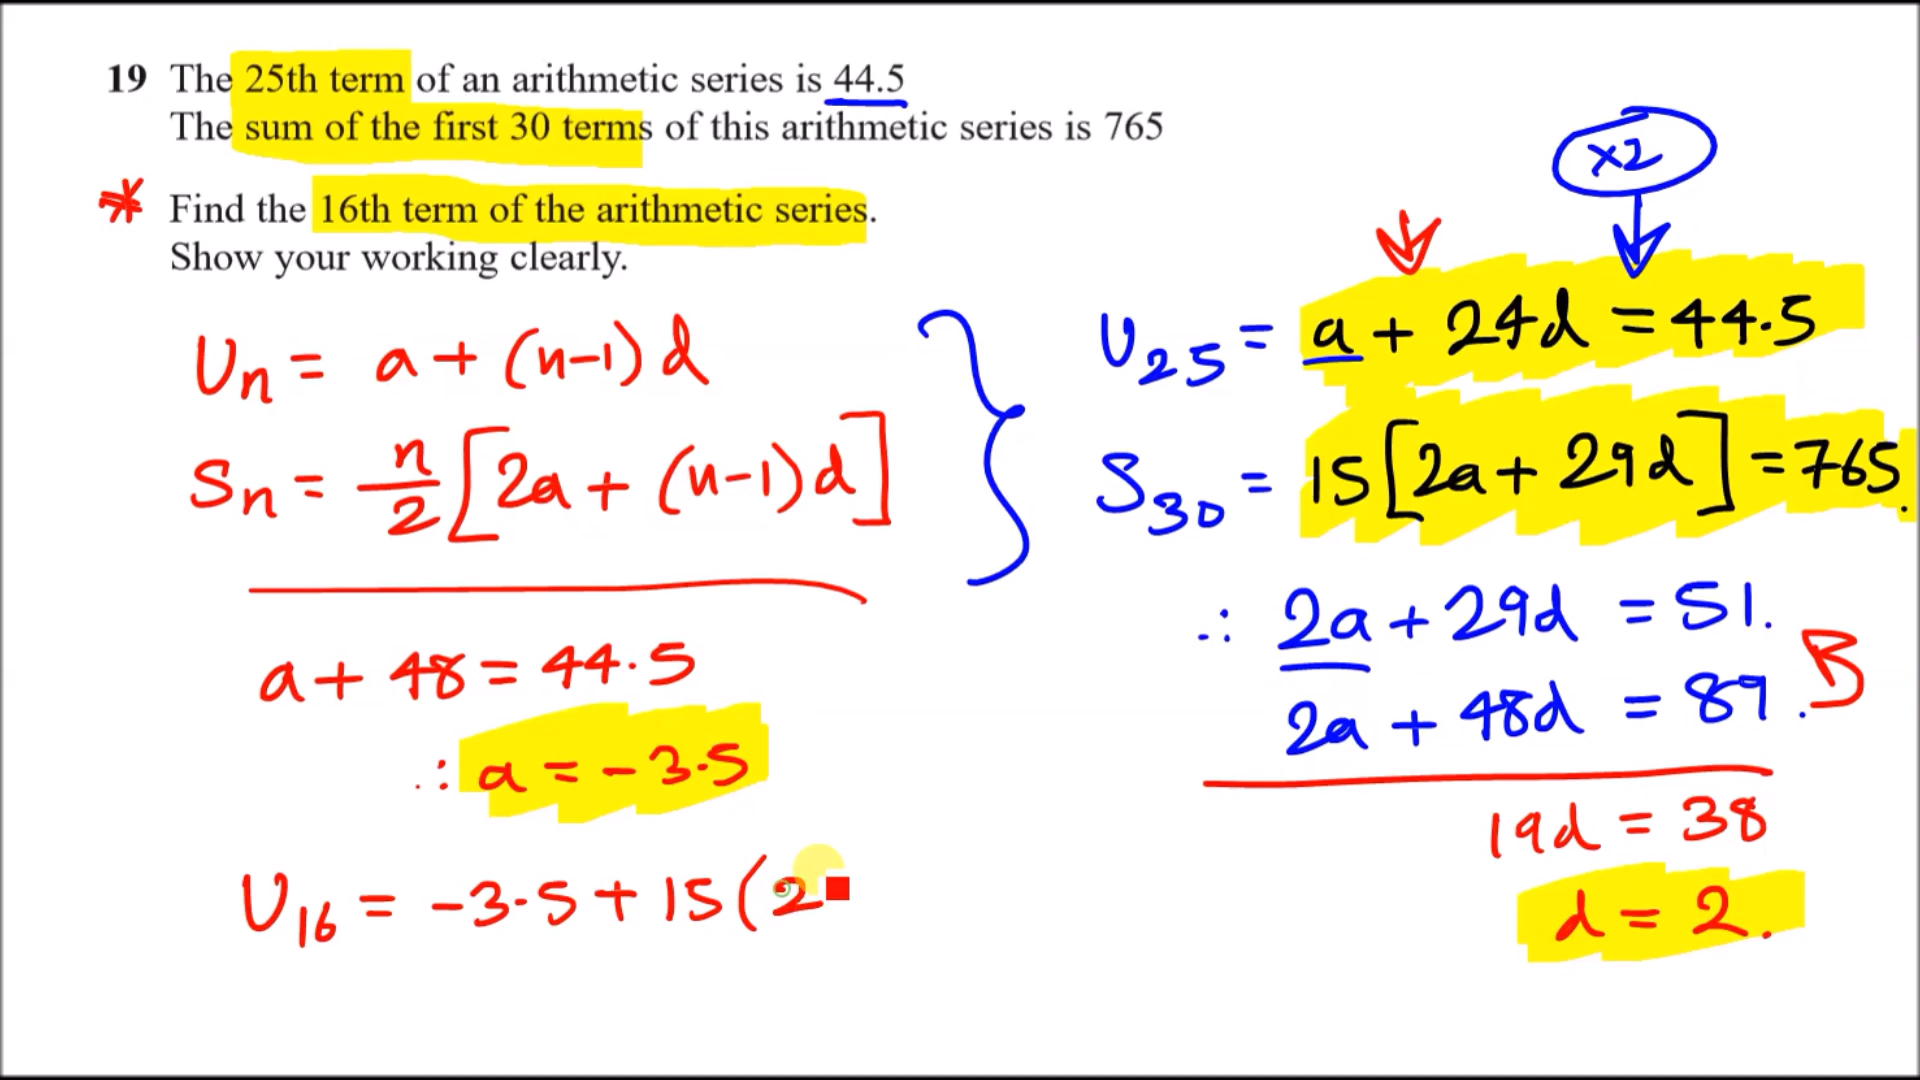 19 The 25th term of an arithmetic series is 44.5
The sum of the first 30 terms of this arithmetic series is 765
* Find the 16th term of the arithmetic series.
Show your working clearly.
Un = a + (n-1) d
Sn = n/2 [2a + (n-1) d]
a + 48 = 44.5
∴ a = -3.5
U16 = -3.5 + 15 (2
×2
U25 = a + 24d = 44.5
S30 = 15 [2a + 29d] = 765.
∴ 2a + 29d = 51.
2a + 48d = 89.
B
19d = 38
d = 2.